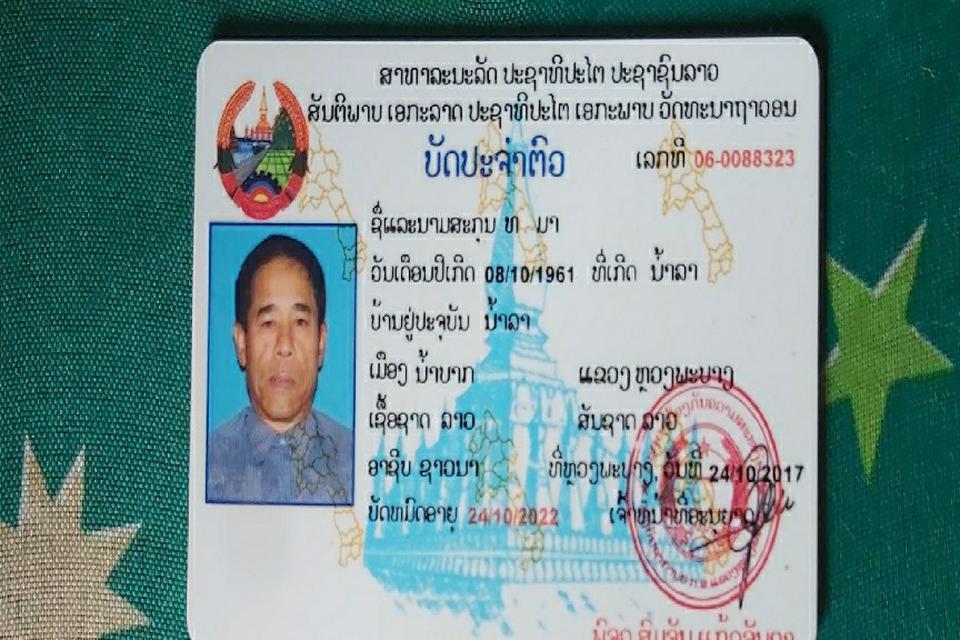 ສາທາລະນະລັດ ປະຊາທິປະໄຕ ປະຊາຊົນລາວ
ສັນຕິພາບ ເອກະລາດ ປະຊາທິປະໄຕ ເອກະພາບ ວັດທະນາຖາວອນ
ບັດປະຈຳຕົວ ເລກທີ 06-0088323
ຊື່ແລະນາມສະກຸນ ທ ມາ
ວັນເດືອນປີເກີດ 08/10/1961 ທີ່ເກີດ ນ້ຳລາ
ບ້ານຢູ່ປະຈຸບັນ ນ້ຳລາ
ເມືອງ ນ້ຳບາກ ແຂວງ ຫຼວງພະບາງ
ເຊື້ອຊາດ ລາວ ສັນຊາດ ລາວ
ອາຊີບ ຊາວນາ ທີ່ຫຼວງພະບາງ, ວັນທີ 24/10/2017
ບັດໝົດອາຍຸ 24/10/2022 ເຈົ້າໜ້າທີ່ອະນຸຍາດ